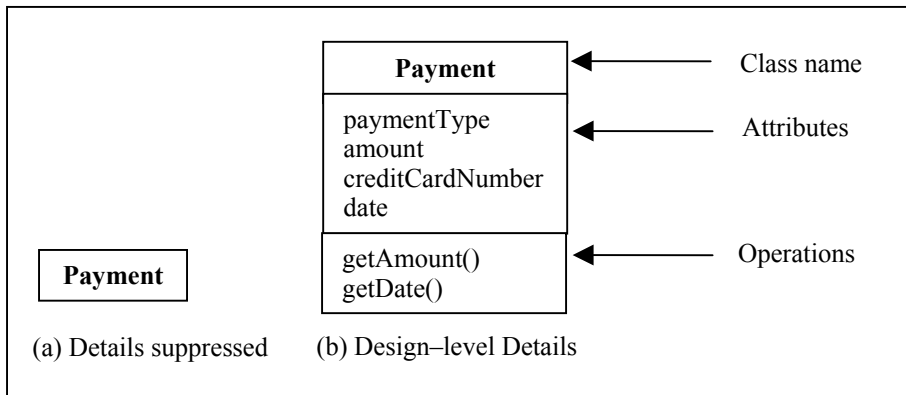 Payment
Class name
paymentType
Attributes
amount
creditCardNumber
date
getAmount()
Operations
getDate()
Payment
(a) Details suppressed
(b) Design–level Details